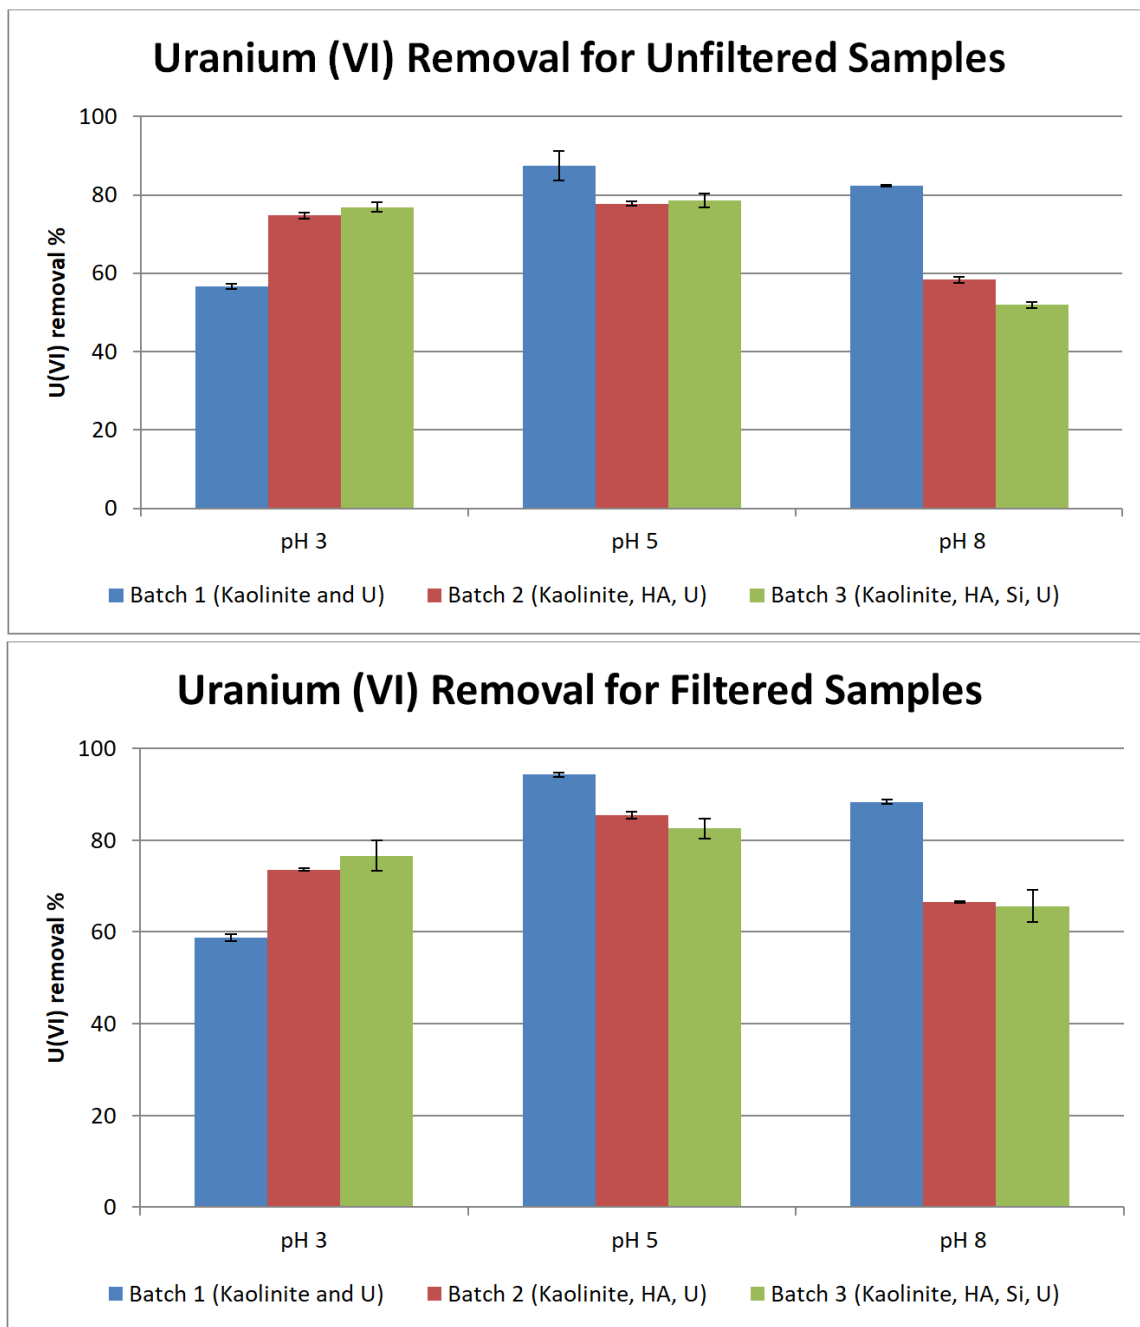 Uranium (VI) Removal for Unfiltered Samples
U(VI) removal %
100
80
60
40
20
0
pH 3 pH 5 pH 8
Batch 1 (Kaolinite and U) Batch 2 (Kaolinite, HA, U) Batch 3 (Kaolinite, HA, Si, U)
Uranium (VI) Removal for Filtered Samples
U(VI) removal %
100
80
60
40
20
0
pH 3 pH 5 pH 8
Batch 1 (Kaolinite and U) Batch 2 (Kaolinite, HA, U) Batch 3 (Kaolinite, HA, Si, U)